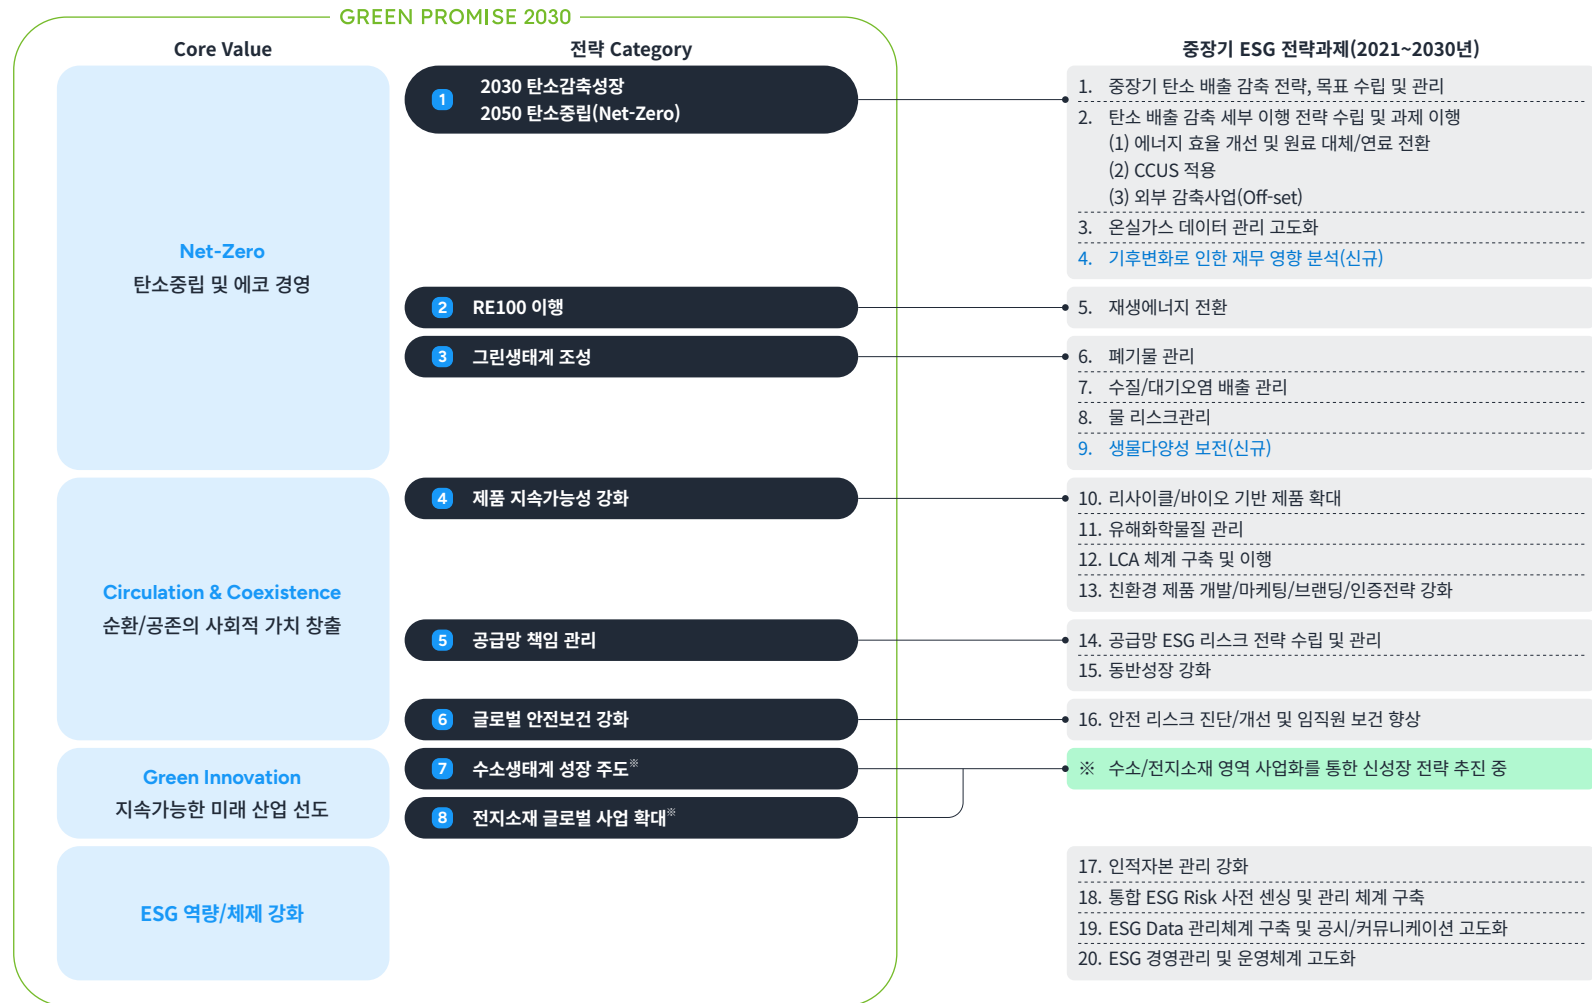 GREEN PROMISE 2030
Core Value
전략 Category
중장기 ESG 전략과제(2021~2030년)
Net-Zero
탄소중립 및 에코 경영
1 2030 탄소감축성장
2050 탄소중립(Net-Zero)
1. 중장기 탄소 배출 감축 전략, 목표 수립 및 관리
2. 탄소 배출 감축 세부 이행 전략 수립 및 과제 이행
(1) 에너지 효율 개선 및 원료 대체/연료 전환
(2) CCUS 적용
(3) 외부 감축사업(Off-set)
3. 온실가스 데이터 관리 고도화
4. 기후변화로 인한 재무 영향 분석(신규)
2 RE100 이행
5. 재생에너지 전환
3 그린생태계 조성
6. 폐기물 관리
7. 수질/대기오염 배출 관리
8. 물 리스크관리
9. 생물다양성 보전(신규)
Circulation & Coexistence
순환/공존의 사회적 가치 창출
4 제품 지속가능성 강화
10. 리사이클/바이오 기반 제품 확대
11. 유해화학물질 관리
12. LCA 체계 구축 및 이행
13. 친환경 제품 개발/마케팅/브랜딩/인증전략 강화
5 공급망 책임 관리
14. 공급망 ESG 리스크 전략 수립 및 관리
15. 동반성장 강화
6 글로벌 안전보건 강화
16. 안전 리스크 진단/개선 및 임직원 보건 향상
Green Innovation
지속가능한 미래 산업 선도
7 수소생태계 성장 주도※
8 전지소재 글로벌 사업 확대※
※ 수소/전지소재 영역 사업화를 통한 신성장 전략 추진 중
ESG 역량/체제 강화
17. 인적자본 관리 강화
18. 통합 ESG Risk 사전 센싱 및 관리 체계 구축
19. ESG Data 관리체계 구축 및 공시/커뮤니케이션 고도화
20. ESG 경영관리 및 운영체계 고도화